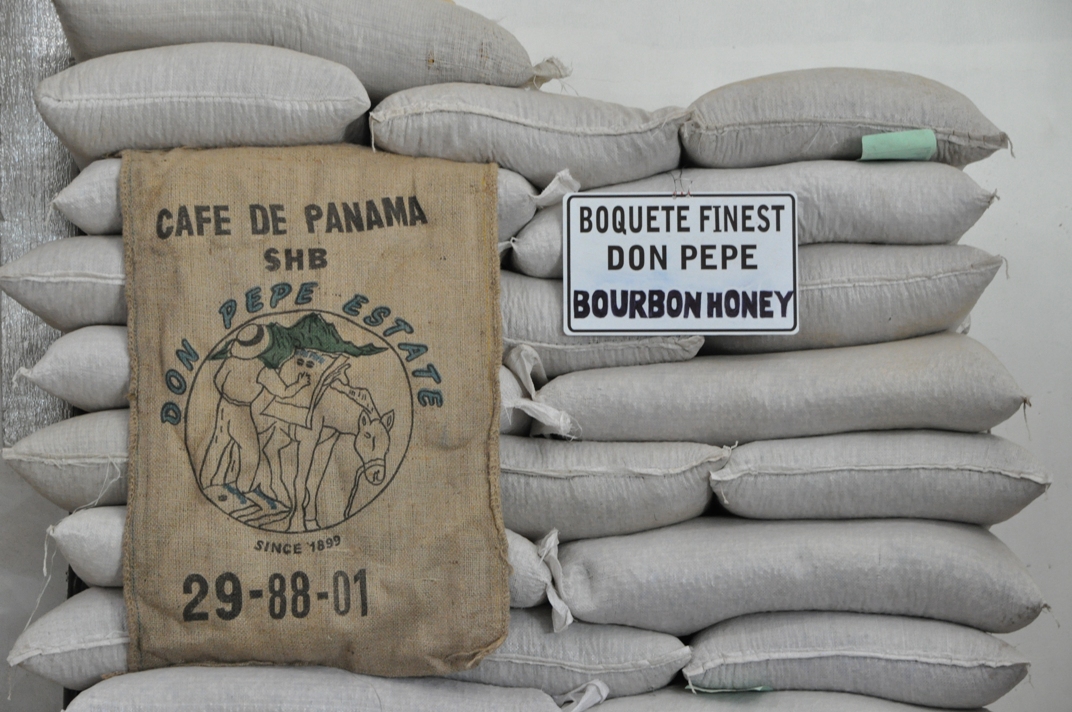 CAFE DE PANAMA
SHB
DON PEPE ESTATE
SINCE 1899
29-88-01
BOQUETE FINEST
DON PEPE
BOURBON HONEY